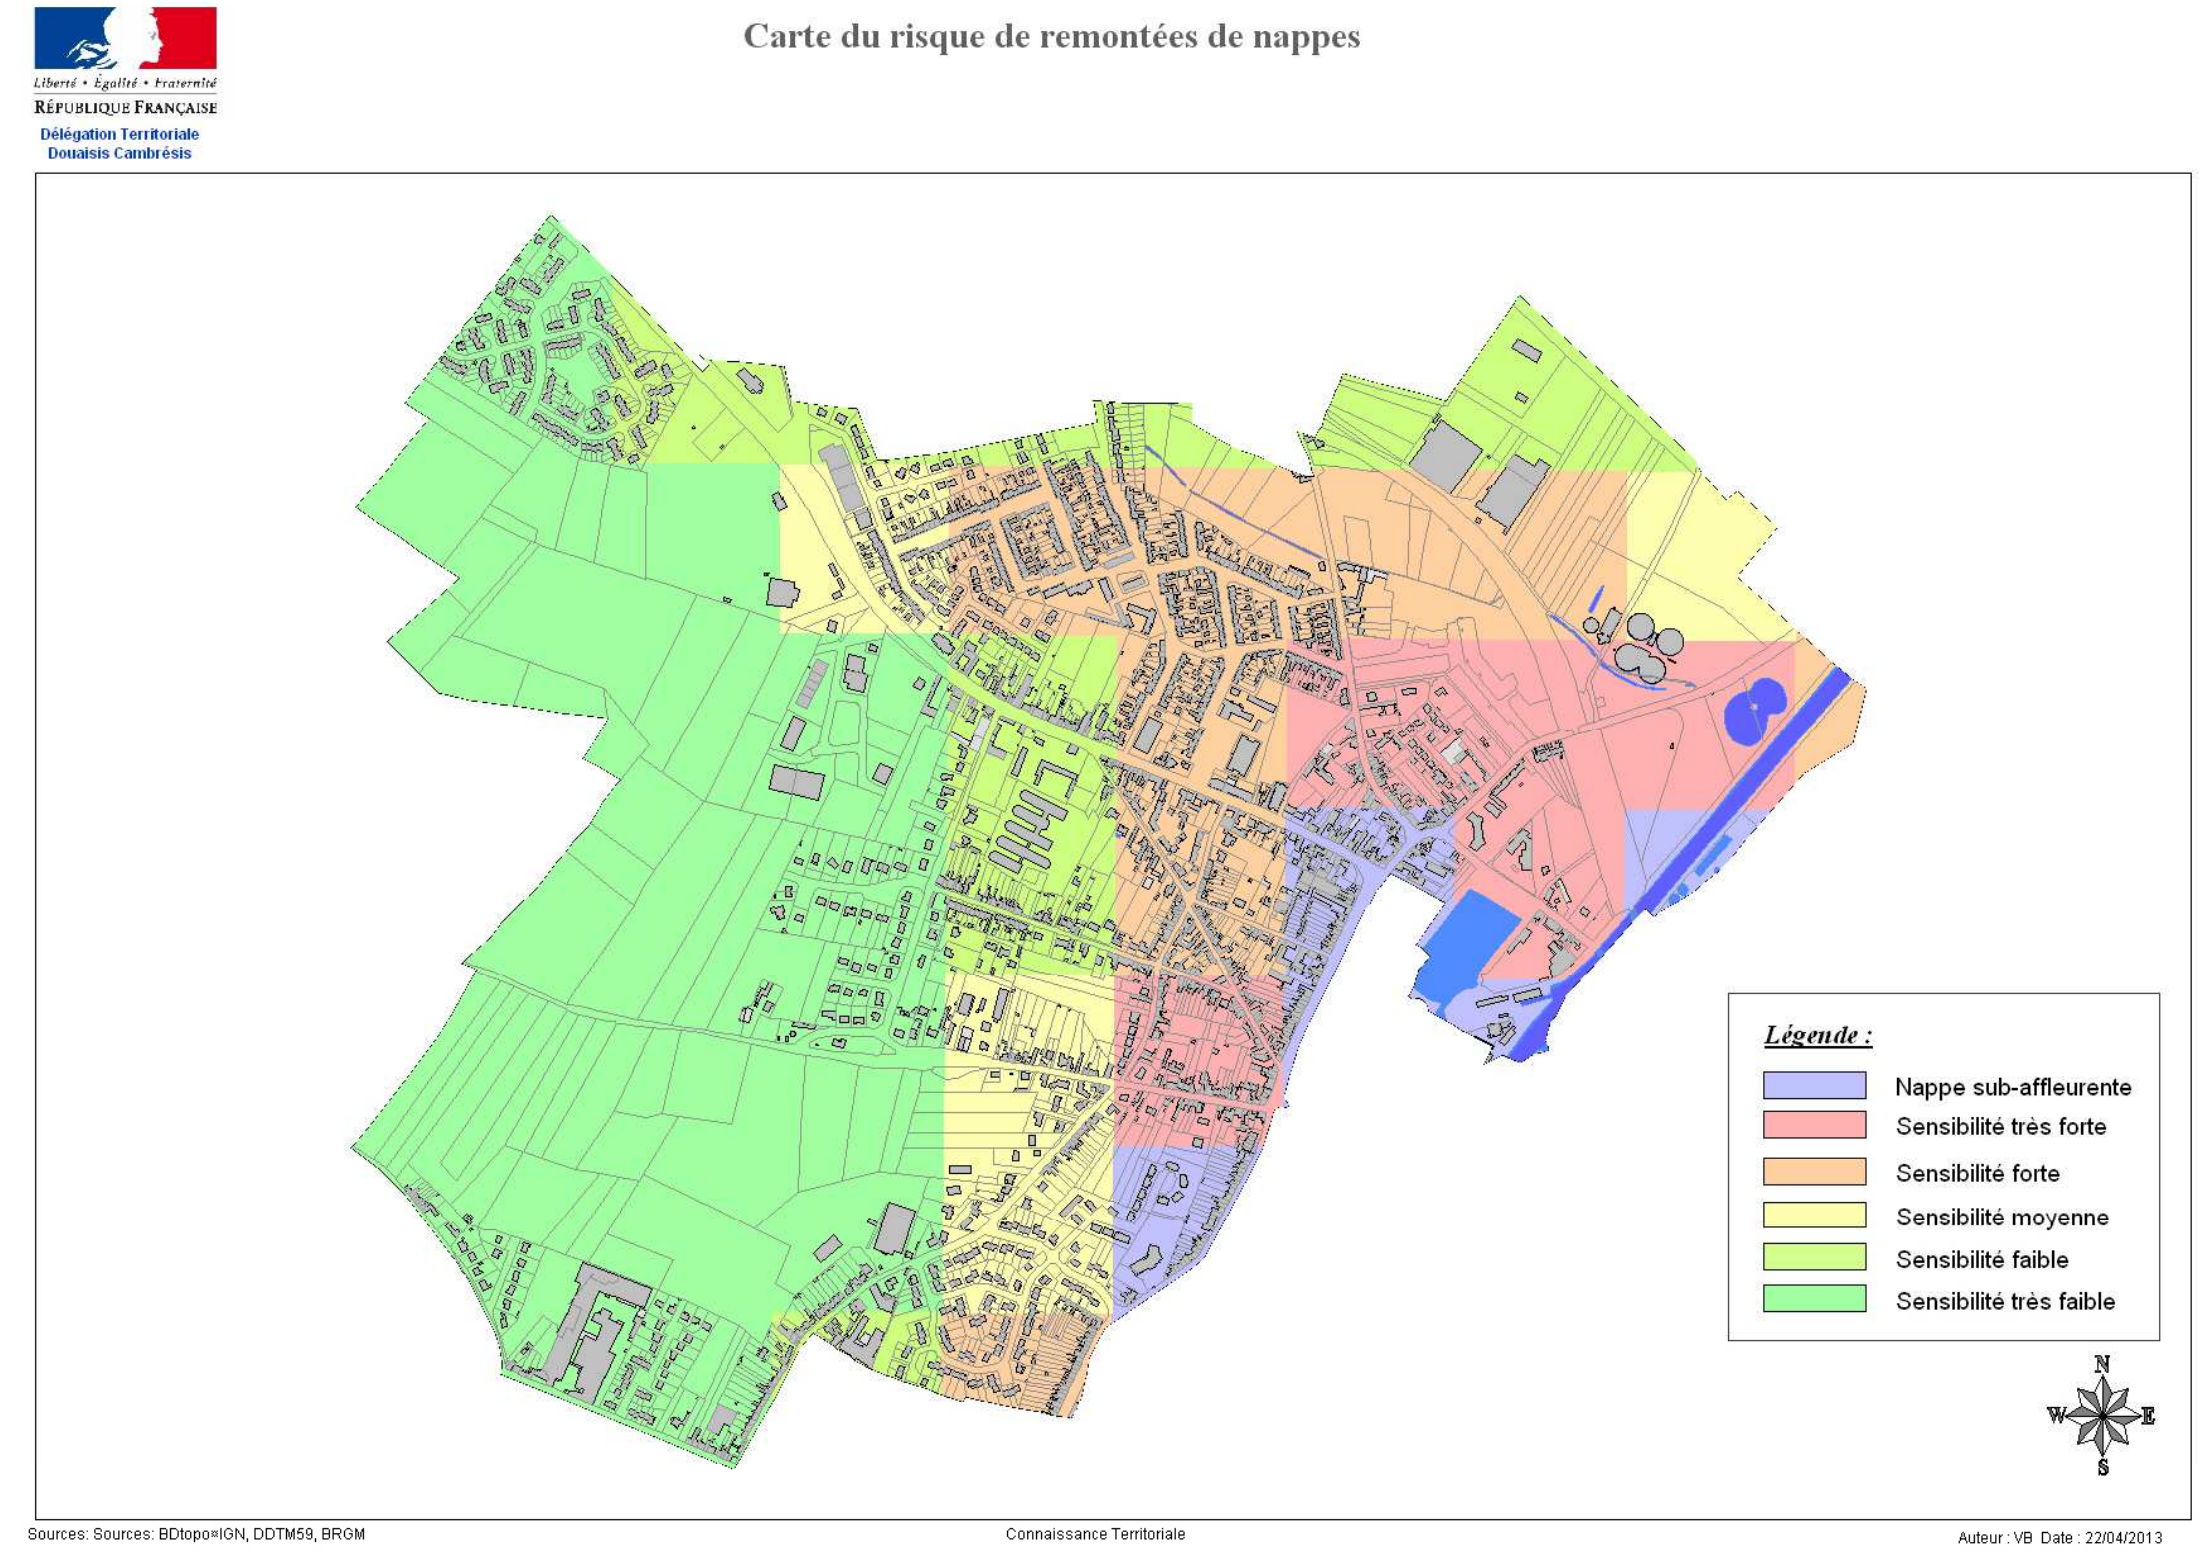 Carte du risque de remontées de nappes
Liberté • Égalité • Fraternité
RÉPUBLIQUE FRANÇAISE
Délégation Territoriale
Douaisis Cambrésis
Légende :
Nappe sub-affleurente
Sensibilité très forte
Sensibilité forte
Sensibilité moyenne
Sensibilité faible
Sensibilité très faible
N
W E
S
Sources: Sources: BDtopo¤IGN, DDTM59, BRGM
Connaissance Territoriale
Auteur : VB Date : 22/04/2013